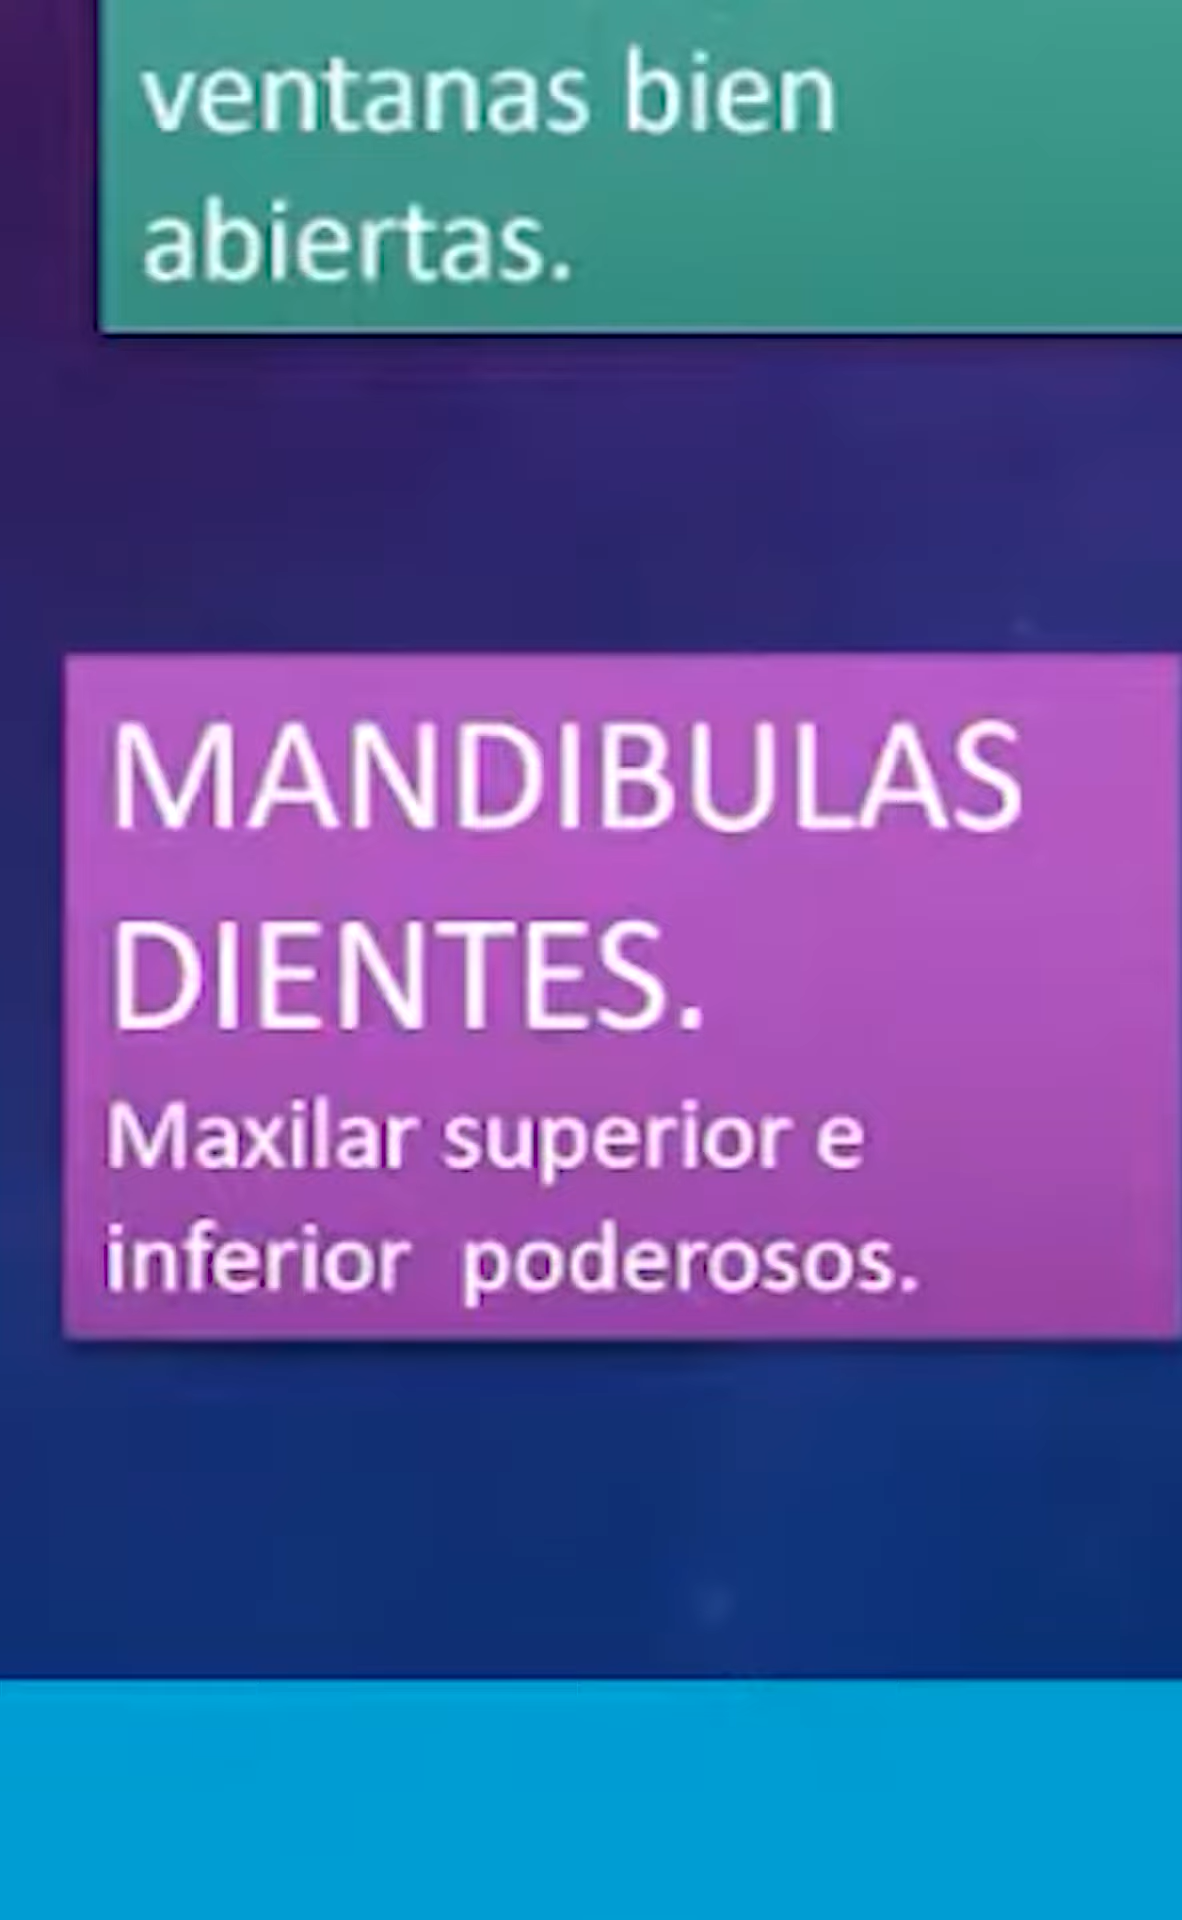 ventanas bien
abiertas.
MANDIBULAS
DIENTES.
Maxilar superior e
inferior  poderosos.